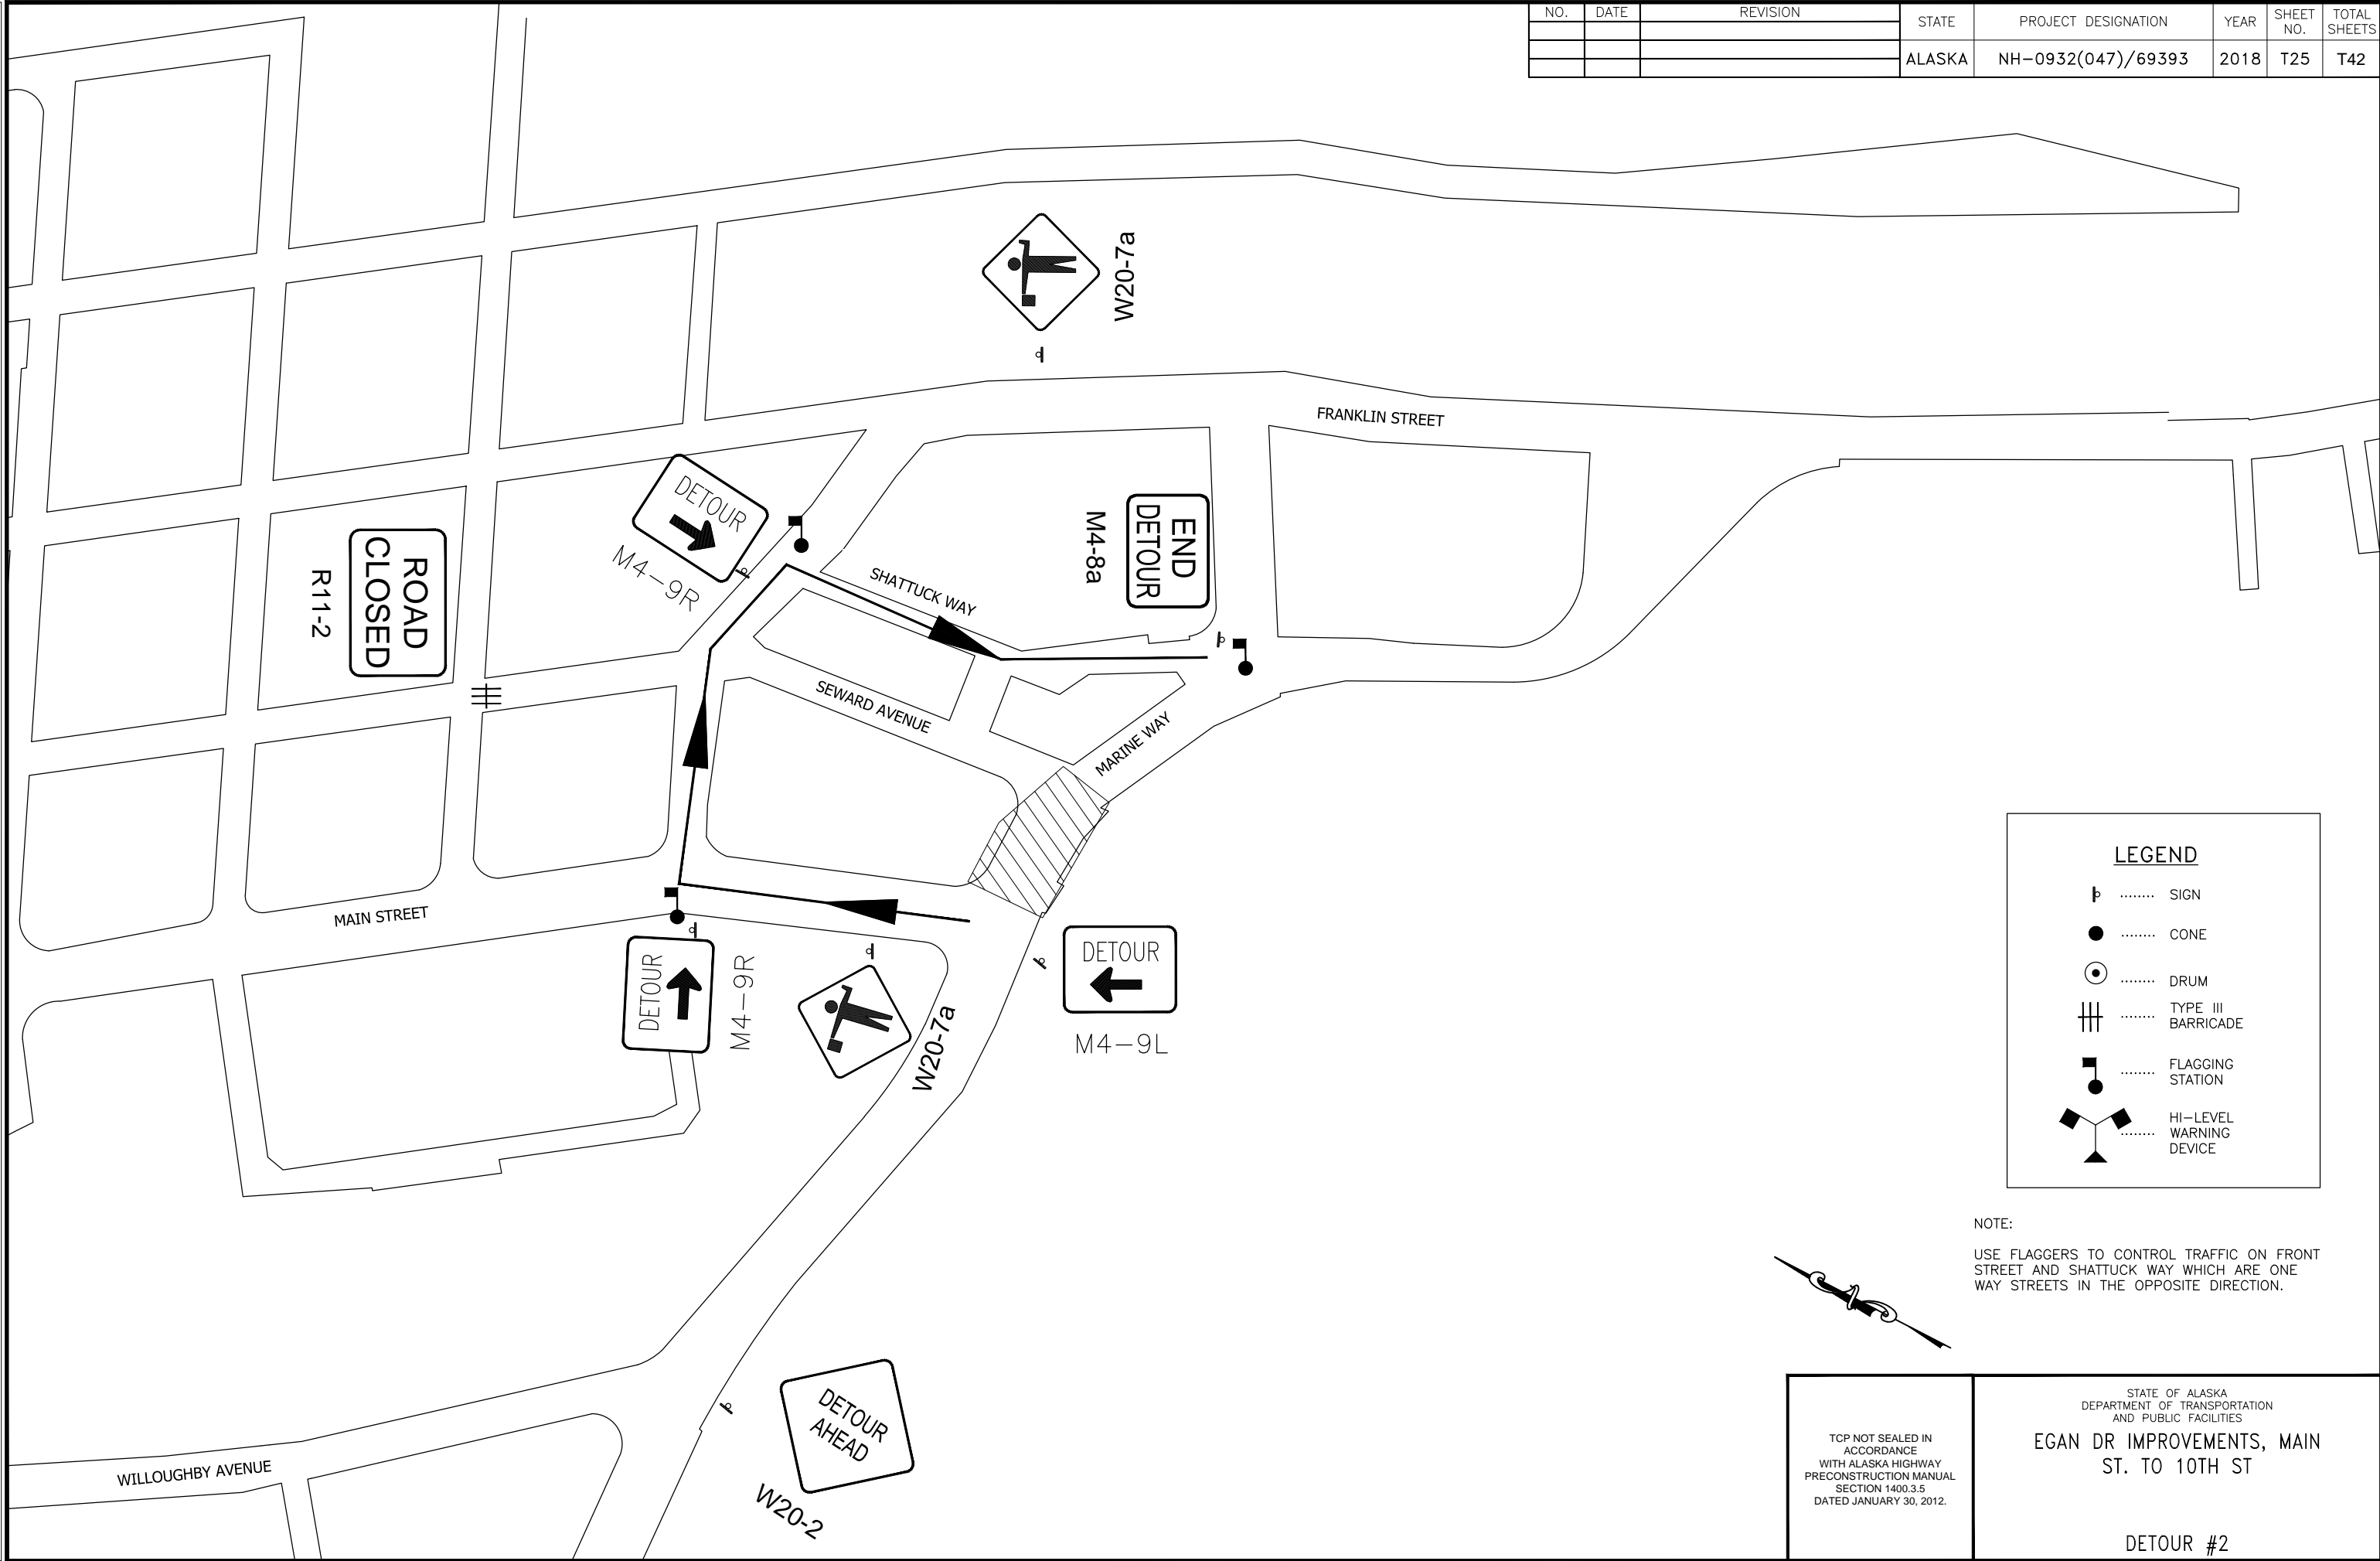 NO.
DATE
REVISION
STATE
PROJECT DESIGNATION
YEAR
SHEET
NO.
TOTAL
SHEETS
ALASKA
NH-0932(047)/69393
2018
T25
T42
W20-7a
FRANKLIN STREET
DETOUR
M4-9R
END
DETOUR
M4-8a
ROAD
CLOSED
R11-2
SHATTUCK WAY
SEWARD AVENUE
MARINE WAY
MAIN STREET
DETOUR
M4-9R
W20-7a
DETOUR
M4-9L
LEGEND
........ SIGN
........ CONE
........ DRUM
........ TYPE III
BARRICADE
........ FLAGGING
STATION
........ HI-LEVEL
WARNING
DEVICE
NOTE:
USE FLAGGERS TO CONTROL TRAFFIC ON FRONT
STREET AND SHATTUCK WAY WHICH ARE ONE
WAY STREETS IN THE OPPOSITE DIRECTION.
DETOUR
AHEAD
W20-2
WILLOUGHBY AVENUE
TCP NOT SEALED IN
ACCORDANCE
WITH ALASKA HIGHWAY
PRECONSTRUCTION MANUAL
SECTION 1400.3.5
DATED JANUARY 30, 2012.
STATE OF ALASKA
DEPARTMENT OF TRANSPORTATION
AND PUBLIC FACILITIES
EGAN DR IMPROVEMENTS, MAIN
ST. TO 10TH ST
DETOUR #2